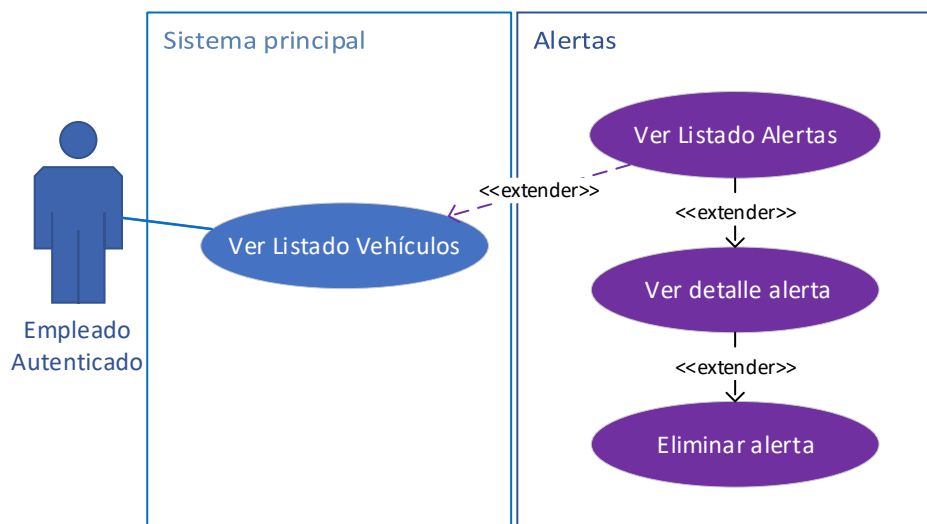 Sistema principal
Alertas
Ver Listado Alertas
<<extender>>
<<extender>>
Ver Listado Vehículos
Ver detalle alerta
Empleado
Autenticado
<<extender>>
Eliminar alerta